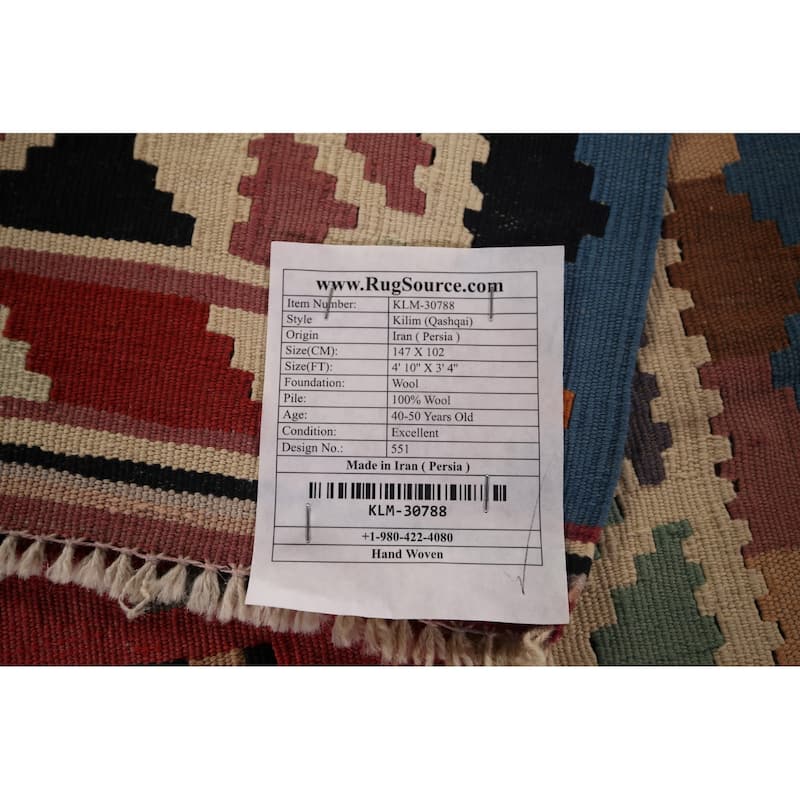 www.RugSource.com
Item Number: KLM-30788
Style Kilim (Qashqai)
Origin Iran ( Persia )
Size(CM): 147 X 102
Size(FT): 4' 10" X 3' 4"
Foundation: Wool
Pile: 100% Wool
Age: 40-50 Years Old
Condition: Excellent
Design No.: 551
Made in Iran ( Persia )
KLM-30788
+1-980-422-4080
Hand Woven